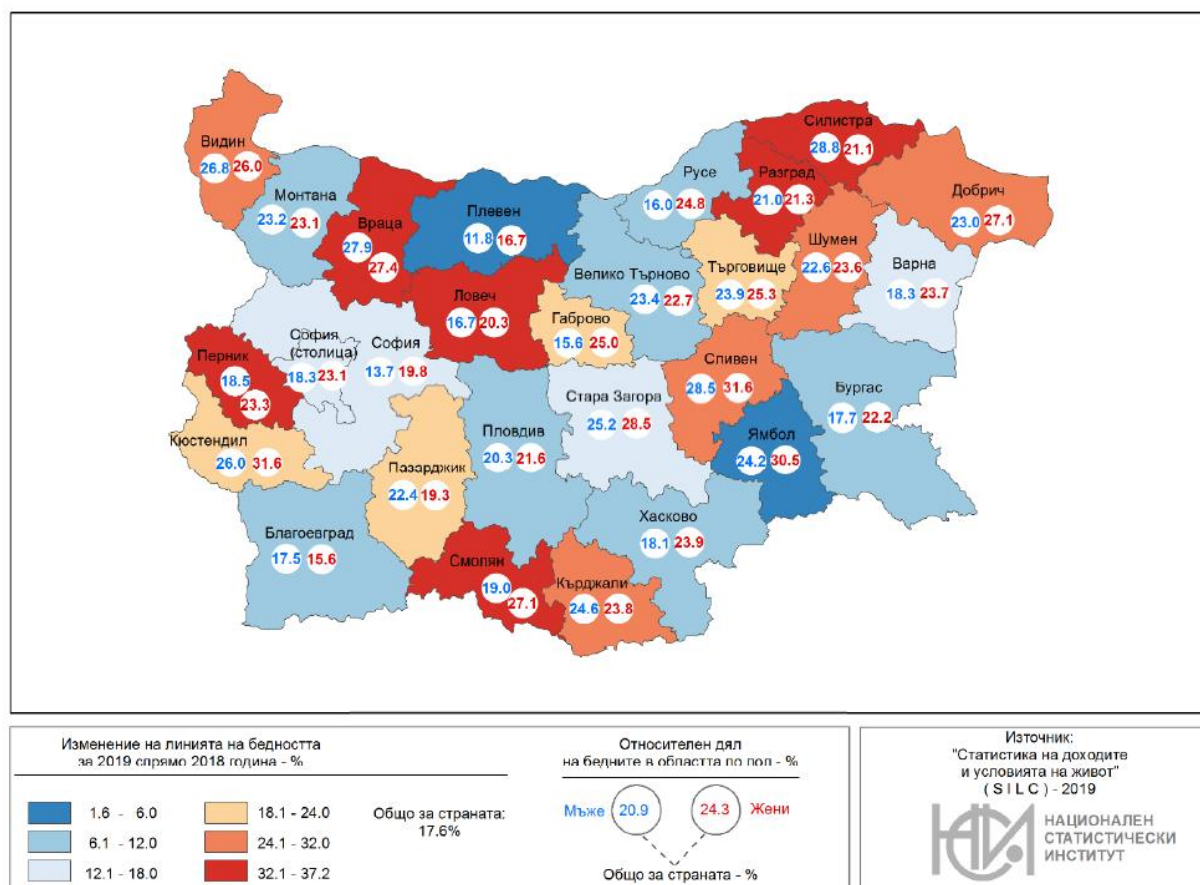 Видин
26.8 26.0
Монтана
23.2 23.1
Враца
27.9
27.4
Плевен
11.8 16.7
Ловеч
16.7 20.3
Велико Търново
23.4 22.7
Габрово
15.6 25.0
Русе
16.0 24.8
Силистра
28.8 21.1
Разград
21.0 21.3
Добрич
23.0 27.1
Шумен
22.6 23.6
Търговище
23.9 25.3
Варна
18.3 23.7
София
(столица)
18.3 23.1
София
13.7 19.8
Перник
18.5
23.3
Кюстендил
26.0 31.6
Благоевград
17.5 15.6
Пазарджик
22.4 19.3
Пловдив
20.3 21.6
Стара Загора
25.2 28.5
Сливен
28.5 31.6
Ямбол
24.2 30.5
Бургас
17.7 22.2
Хасково
18.1 23.9
Смолян
19.0
27.1
Кърджали
24.6 23.8
Изменение на линията на бедността
за 2019 спрямо 2018 година - %
1.6 - 6.0
6.1 - 12.0
12.1 - 18.0
18.1 - 24.0
24.1 - 32.0
32.1 - 37.2
Общо за страната:
17.6%
Относителен дял
на бедните в областта по пол - %
Мъже 20.9 24.3 Жени
Общо за страната - %
Източник:
"Статистика на доходите
и условията на живот"
( S I L C ) - 2019
НСИ
НАЦИОНАЛЕН
СТАТИСТИЧЕСКИ
ИНСТИТУТ